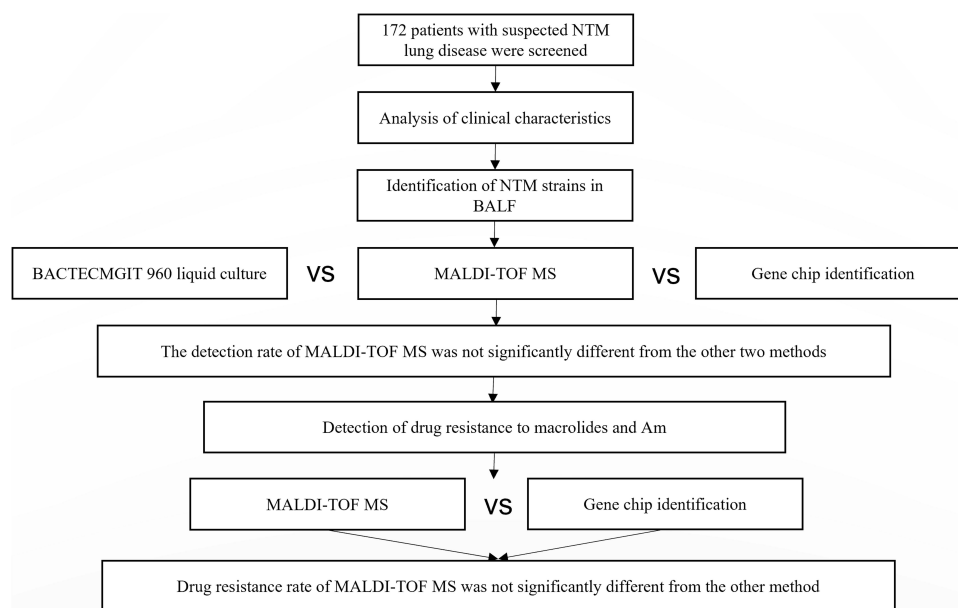 172 patients with suspected NTM
lung disease were screened
Analysis of clinical characteristics
Identification of NTM strains in
BALF
BACTECMGIT 960 liquid culture
VS
MALDI-TOF MS
VS
Gene chip identification
The detection rate of MALDI-TOF MS was not significantly different from the other two methods
Detection of drug resistance to macrolides and Am
MALDI-TOF MS
VS
Gene chip identification
Drug resistance rate of MALDI-TOF MS was not significantly different from the other method